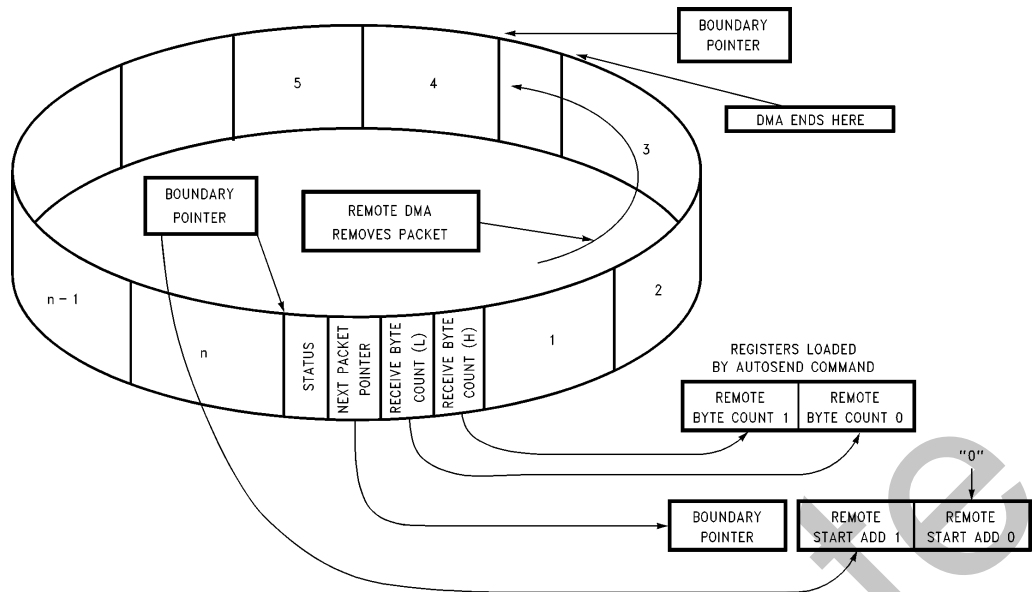 BOUNDARY
POINTER
5
4
DMA ENDS HERE
3
BOUNDARY
POINTER
REMOTE DMA
REMOVES PACKET
n - 1
n
STATUS
NEXT PACKET
POINTER
RECEIVE BYTE
COUNT (L)
RECEIVE BYTE
COUNT (H)
1
2
REGISTERS LOADED
BY AUTOSEND COMMAND
REMOTE
BYTE COUNT 1
REMOTE
BYTE COUNT 0
"0"
BOUNDARY
POINTER
REMOTE
START ADD 1
REMOTE
START ADD 0
te